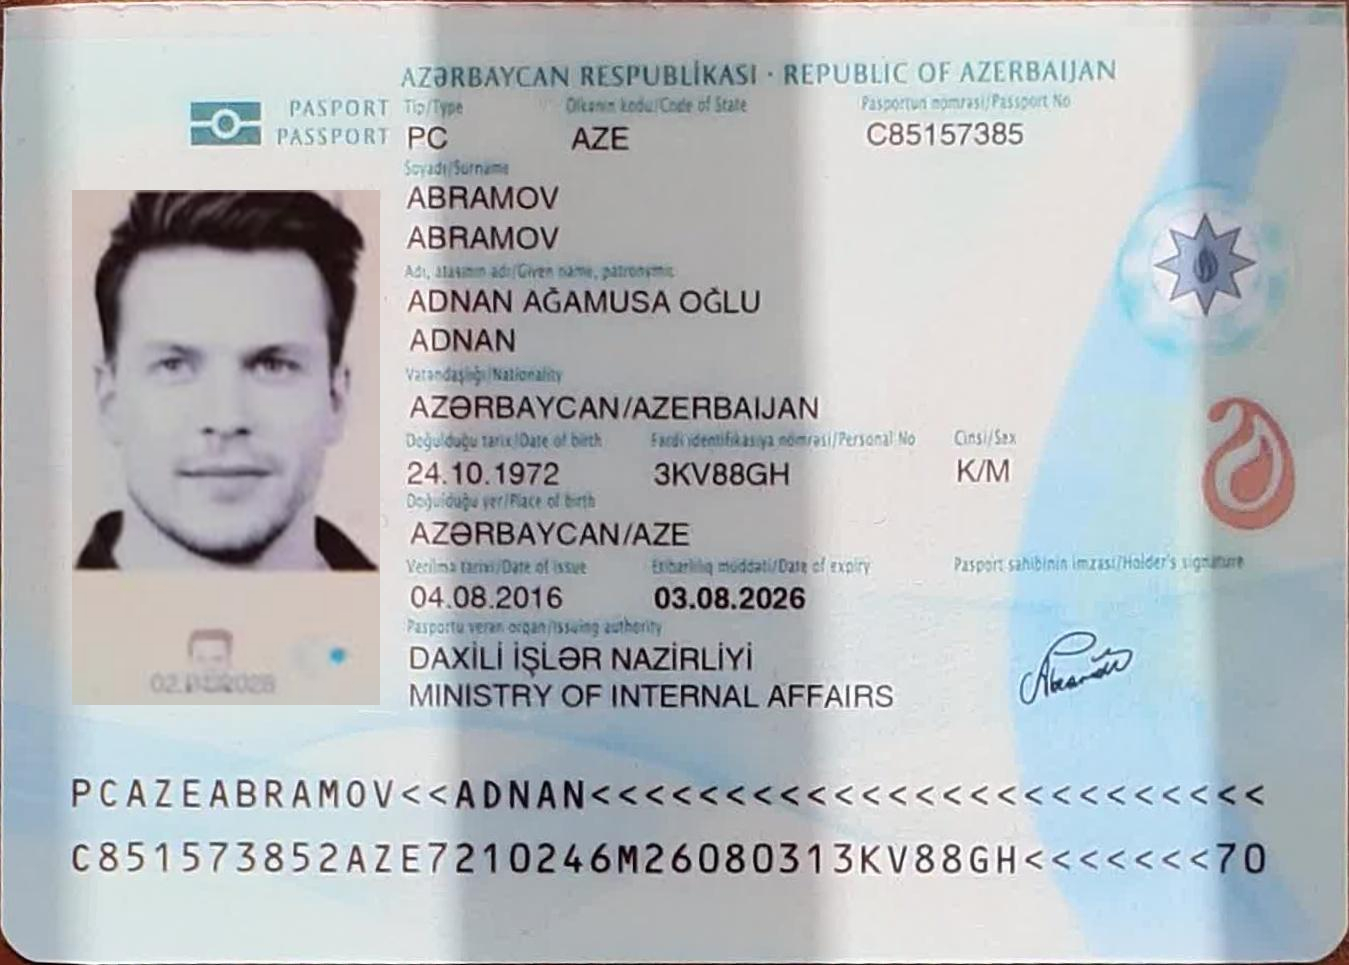 AZƏRBAYCAN RESPUBLİKASI · REPUBLIC OF AZERBAIJAN
PASPORT
PASSPORT
Tip/Type Ölkənin kodu/Code of State Pasportun nömrəsi/Passport No
PC AZE C85157385
Soyadı/Surname
ABRAMOV
ABRAMOV
Adı, atasının adı/Given name, patronymic
ADNAN AĞAMUSA OĞLU
ADNAN
Vətəndaşlığı/Nationality
AZƏRBAYCAN/AZERBAIJAN
Doğulduğu tarix/Date of birth Fərdi identifikasiya nömrəsi/Personal No Cinsi/Sex
24.10.1972 3KV88GH K/M
Doğulduğu yer/Place of birth
AZƏRBAYCAN/AZE
Verilmə tarixi/Date of issue Etibarlılıq müddəti/Date of expiry Pasport sahibinin imzası/Holder's signature
04.08.2016 03.08.2026
Pasportu verən orqan/Issuing authority
DAXİLİ İŞLƏR NAZİRLİYİ
MINISTRY OF INTERNAL AFFAIRS
PCAZEABRAMOV<<ADNAN<<<<<<<<<<<<<<<<<<<<<<<<<
C851573852AZE7210246M26080313KV88GH<<<<<<<70